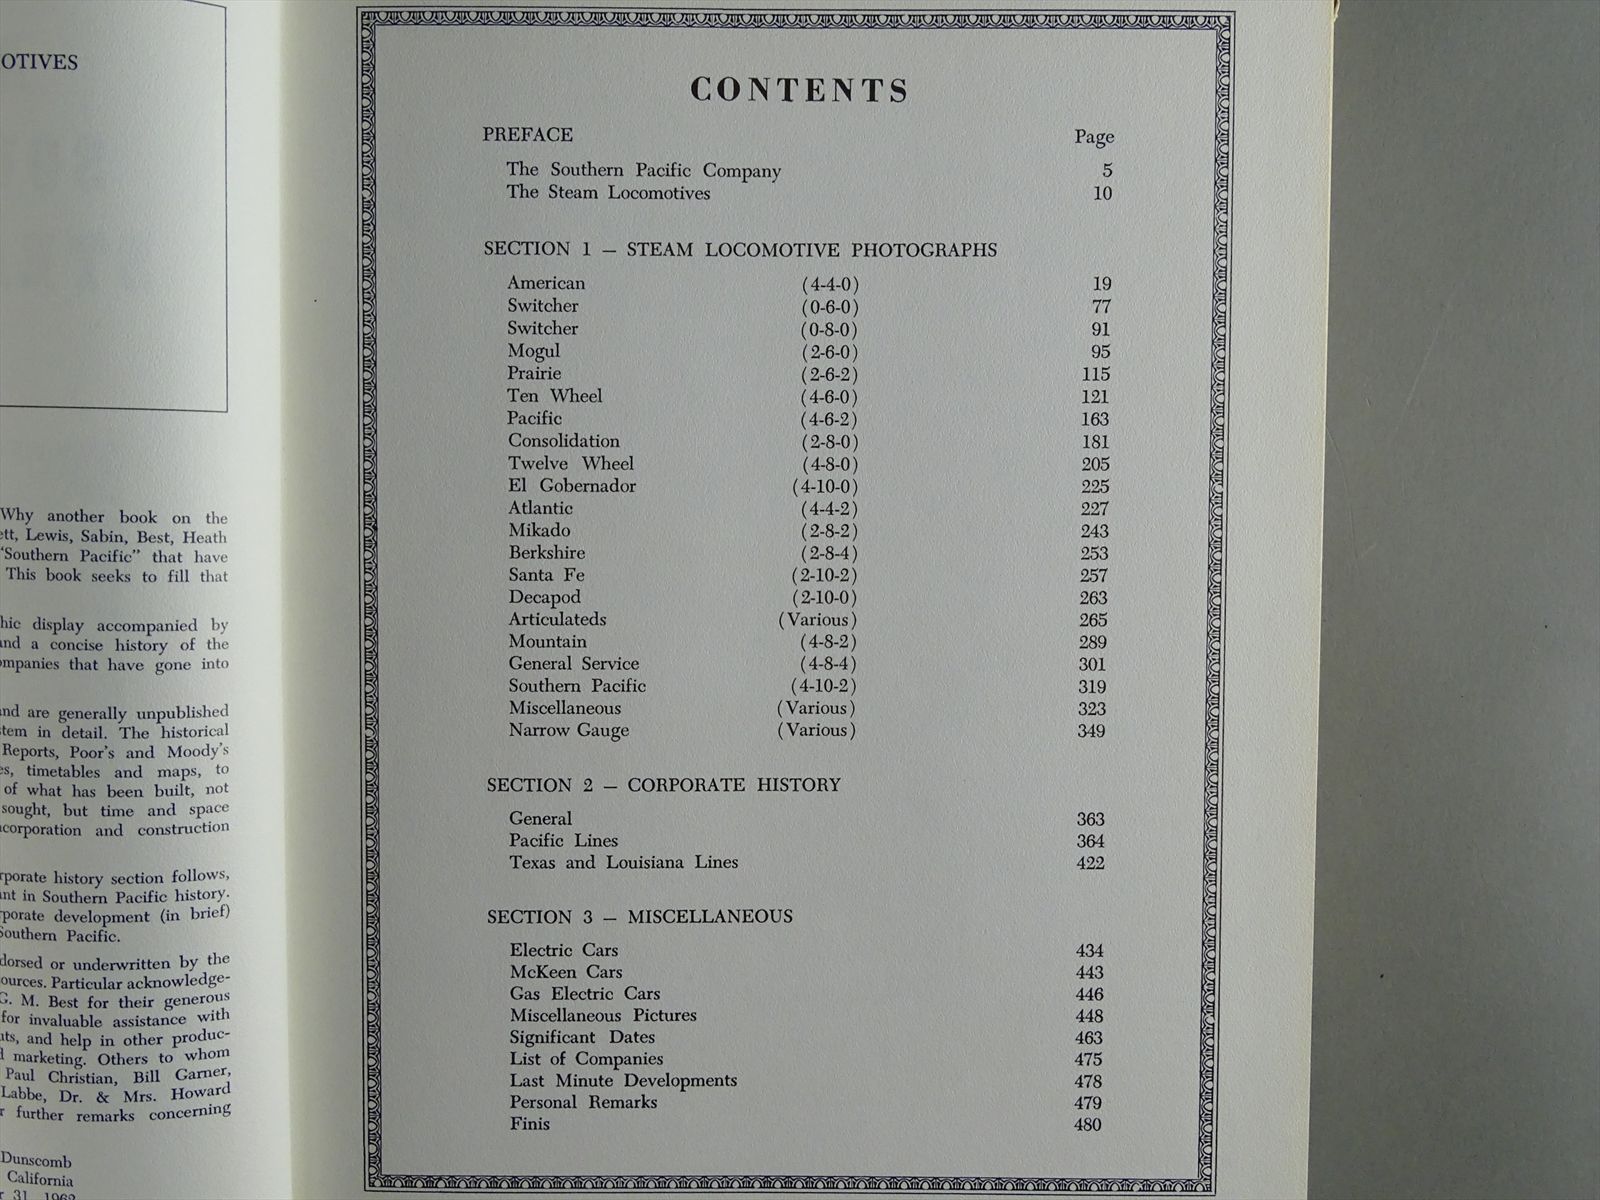 OTIVES
Why another book on the
Lewis, Sabin, Best, Heath
"Southern Pacific" that have
This book seeks to fill that
display accompanied by
and a concise history of the
that have gone into
and are generally unpublished
in detail. The historical
Reports, Poor's and Moody's
timetables and maps, to
of what has been built, not
sought, but time and space
incorporation and construction
history section follows,
in Southern Pacific history.
development (in brief)
Southern Pacific.
or underwritten by the
Particular acknowledge-
G. M. Best for their generous
for invaluable assistance with
and help in other produc-
marketing. Others to whom
Paul Christian, Bill Garner,
Labbe, Dr. & Mrs. Howard
further remarks concerning
Dunscomb
California
31, 1962
CONTENTS
PREFACE Page
The Southern Pacific Company 5
The Steam Locomotives 10
SECTION 1 — STEAM LOCOMOTIVE PHOTOGRAPHS
American (4-4-0) 19
Switcher (0-6-0) 77
Switcher (0-8-0) 91
Mogul (2-6-0) 95
Prairie (2-6-2) 115
Ten Wheel (4-6-0) 121
Pacific (4-6-2) 163
Consolidation (2-8-0) 181
Twelve Wheel (4-8-0) 205
El Gobernador (4-10-0) 225
Atlantic (4-4-2) 227
Mikado (2-8-2) 243
Berkshire (2-8-4) 253
Santa Fe (2-10-2) 257
Decapod (2-10-0) 263
Articulateds (Various) 265
Mountain (4-8-2) 289
General Service (4-8-4) 301
Southern Pacific (4-10-2) 319
Miscellaneous (Various) 323
Narrow Gauge (Various) 349
SECTION 2 — CORPORATE HISTORY
General 363
Pacific Lines 364
Texas and Louisiana Lines 422
SECTION 3 — MISCELLANEOUS
Electric Cars 434
McKeen Cars 443
Gas Electric Cars 446
Miscellaneous Pictures 448
Significant Dates 463
List of Companies 475
Last Minute Developments 478
Personal Remarks 479
Finis 480